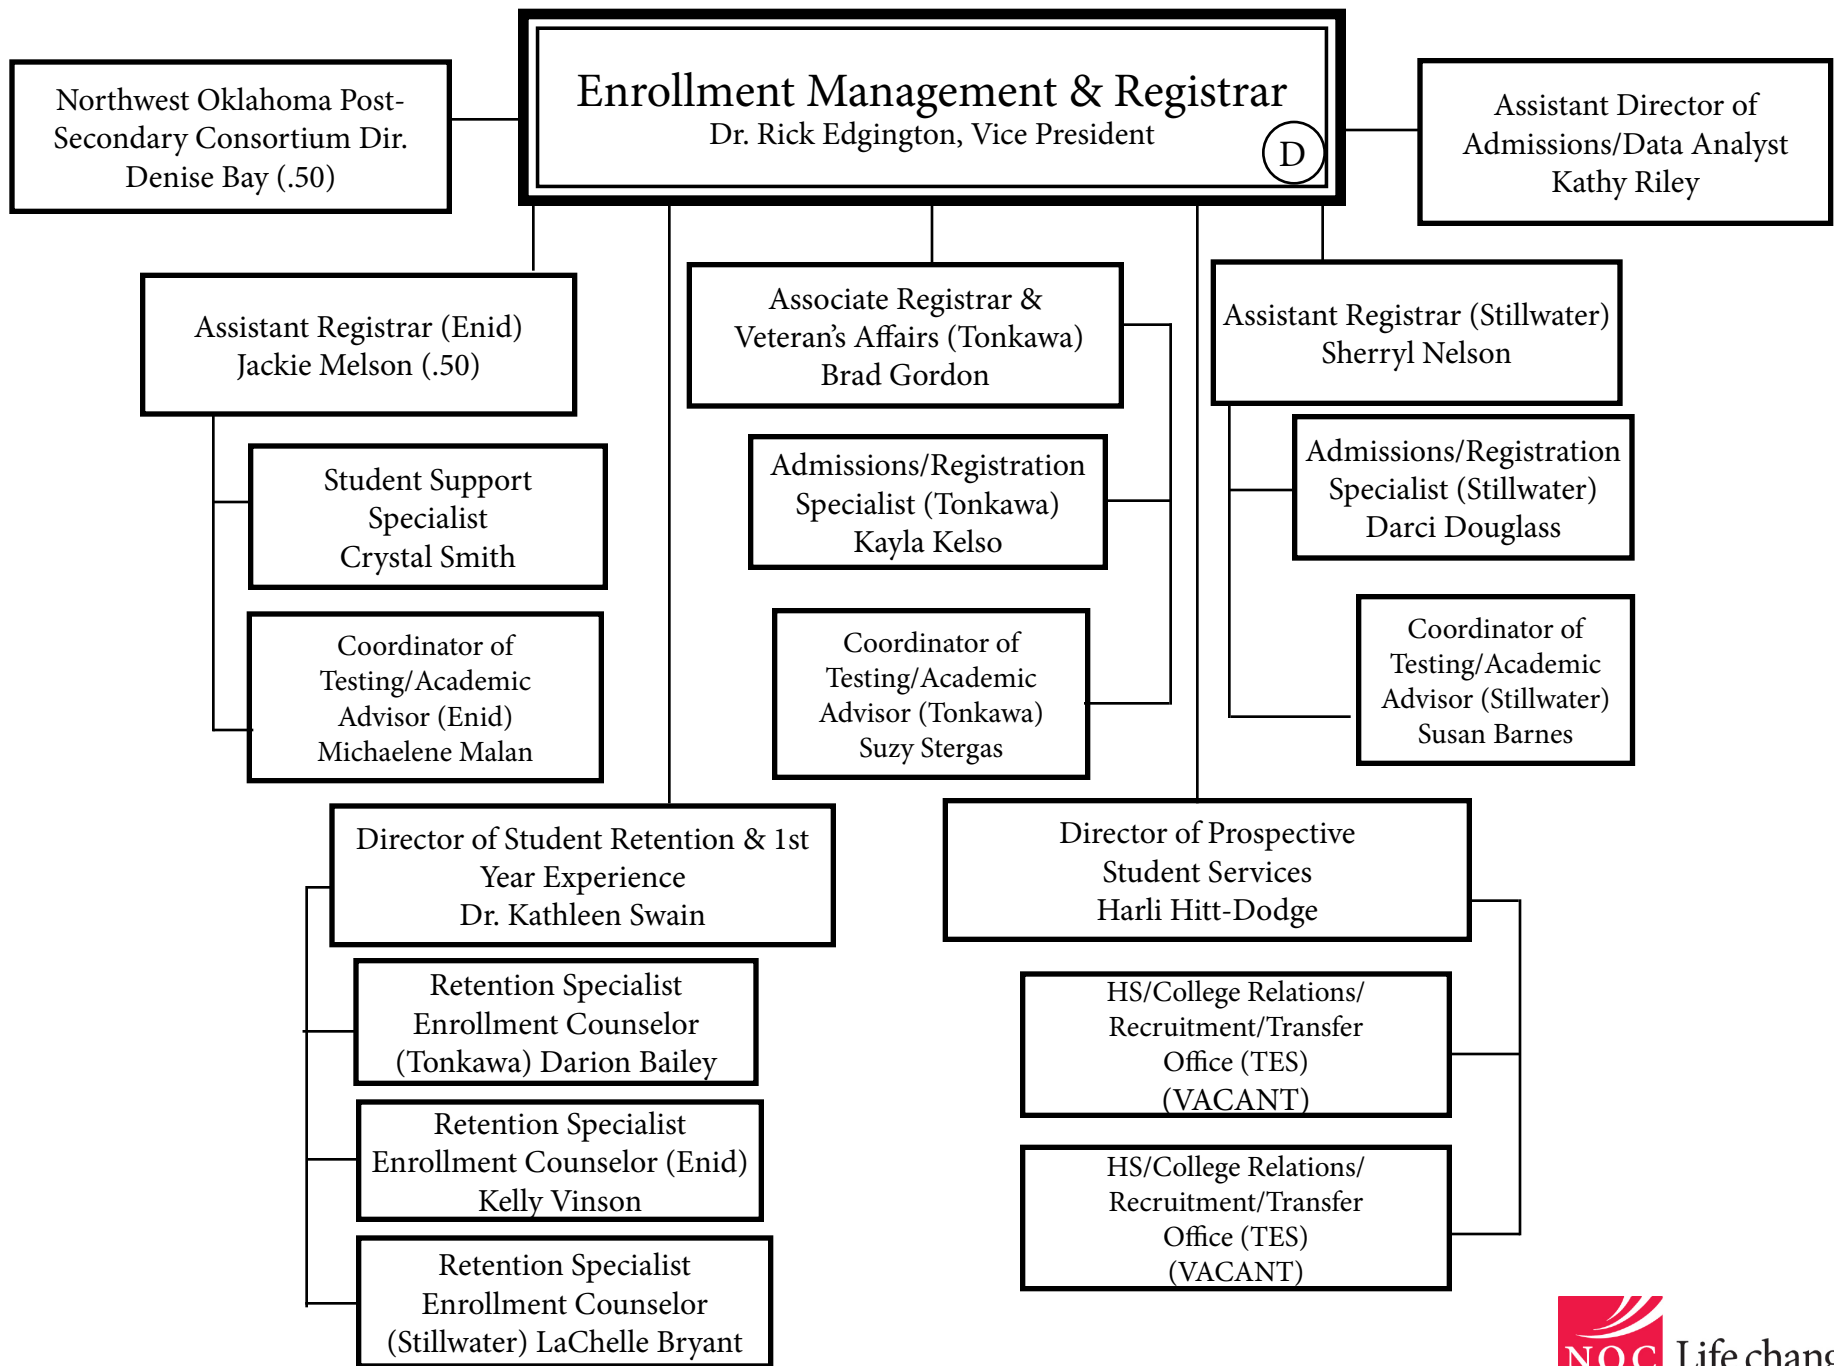 Enrollment Management & Registrar
Dr. Rick Edgington, Vice President
D
Northwest Oklahoma Post-
Secondary Consortium Dir.
Denise Bay (.50)
Assistant Director of
Admissions/Data Analyst
Kathy Riley
Assistant Registrar (Enid)
Jackie Melson (.50)
Student Support
Specialist
Crystal Smith
Coordinator of
Testing/Academic
Advisor (Enid)
Michaelene Malan
Associate Registrar &
Veteran’s Affairs (Tonkawa)
Brad Gordon
Admissions/Registration
Specialist (Tonkawa)
Kayla Kelso
Coordinator of
Testing/Academic
Advisor (Tonkawa)
Suzy Stergas
Assistant Registrar (Stillwater)
Sherryl Nelson
Admissions/Registration
Specialist (Stillwater)
Darci Douglass
Coordinator of
Testing/Academic
Advisor (Stillwater)
Susan Barnes
Director of Student Retention & 1st
Year Experience
Dr. Kathleen Swain
Retention Specialist
Enrollment Counselor
(Tonkawa) Darion Bailey
Retention Specialist
Enrollment Counselor (Enid)
Kelly Vinson
Retention Specialist
Enrollment Counselor
(Stillwater) LaChelle Bryant
Director of Prospective
Student Services
Harli Hitt-Dodge
HS/College Relations/
Recruitment/Transfer
Office (TES)
(VACANT)
HS/College Relations/
Recruitment/Transfer
Office (TES)
(VACANT)
NOC Life